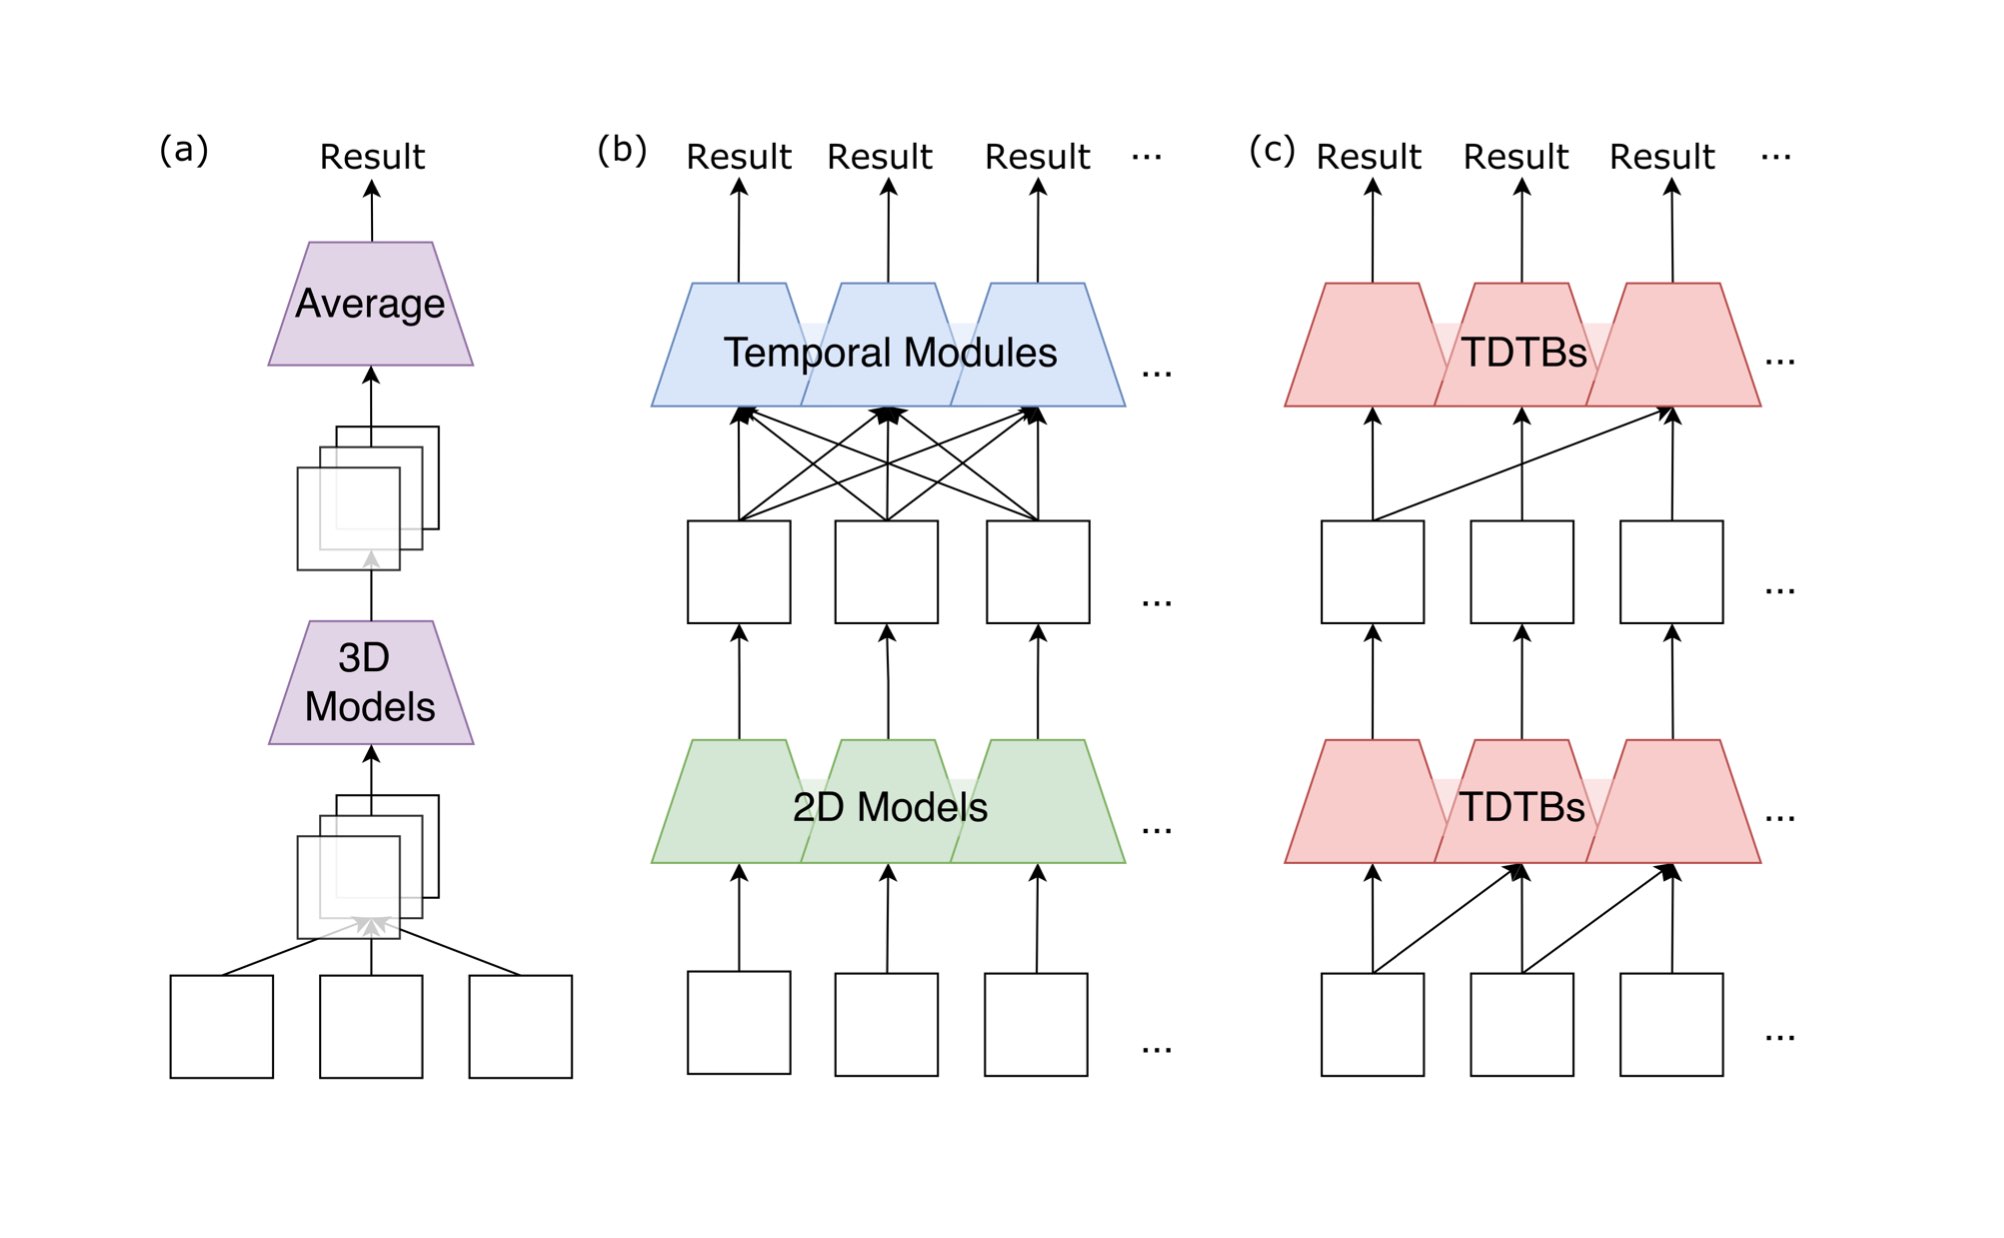 (a)
Result
Average
3D
Models
(b)
Result Result Result ...
Temporal Modules
...
...
2D Models
...
...
(c)
Result Result Result ...
TDTBs
...
...
TDTBs
...
...